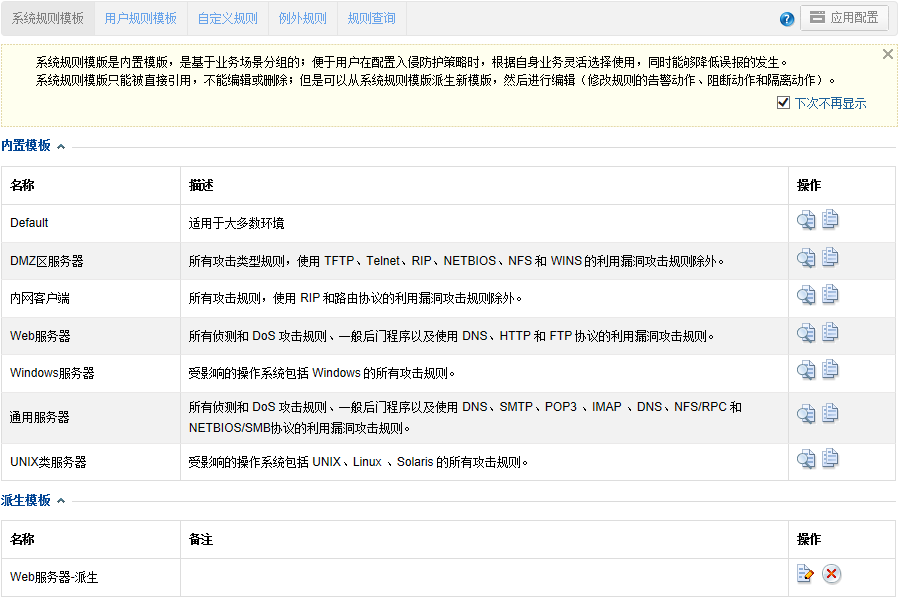 系统规则模板 用户规则模板 自定义规则 例外规则 规则查询 应用配置
系统规则模版是内置模版，是基于业务场景分组的；便于用户在配置入侵防护策略时，根据自身业务灵活选择使用，同时能够降低误报的发生。
系统规则模版只能被直接引用，不能编辑或删除；但是可以从系统规则模版派生新模版，然后进行编辑（修改规则的告警动作、阻断动作和隔离动作）。
下次不再显示
内置模板
名称 描述 操作
Default 适用于大多数环境
DMZ区服务器 所有攻击类型规则，使用 TFTP、Telnet、RIP、NETBIOS、NFS 和 WINS 的利用漏洞攻击规则除外。
内网客户端 所有攻击规则，使用 RIP 和路由协议的利用漏洞攻击规则除外。
Web服务器 所有侦测和 DoS 攻击规则、一般后门程序以及使用 DNS、HTTP 和 FTP 协议的利用漏洞攻击规则。
Windows服务器 受影响的操作系统包括 Windows 的所有攻击规则。
通用服务器 所有侦测和 DoS 攻击规则、一般后门程序以及使用 DNS、SMTP、POP3 、IMAP 、DNS、NFS/RPC 和
NETBIOS/SMB协议的利用漏洞攻击规则。
UNIX类服务器 受影响的操作系统包括 UNIX、Linux 、Solaris 的所有攻击规则。
派生模板
名称 备注 操作
Web服务器-派生